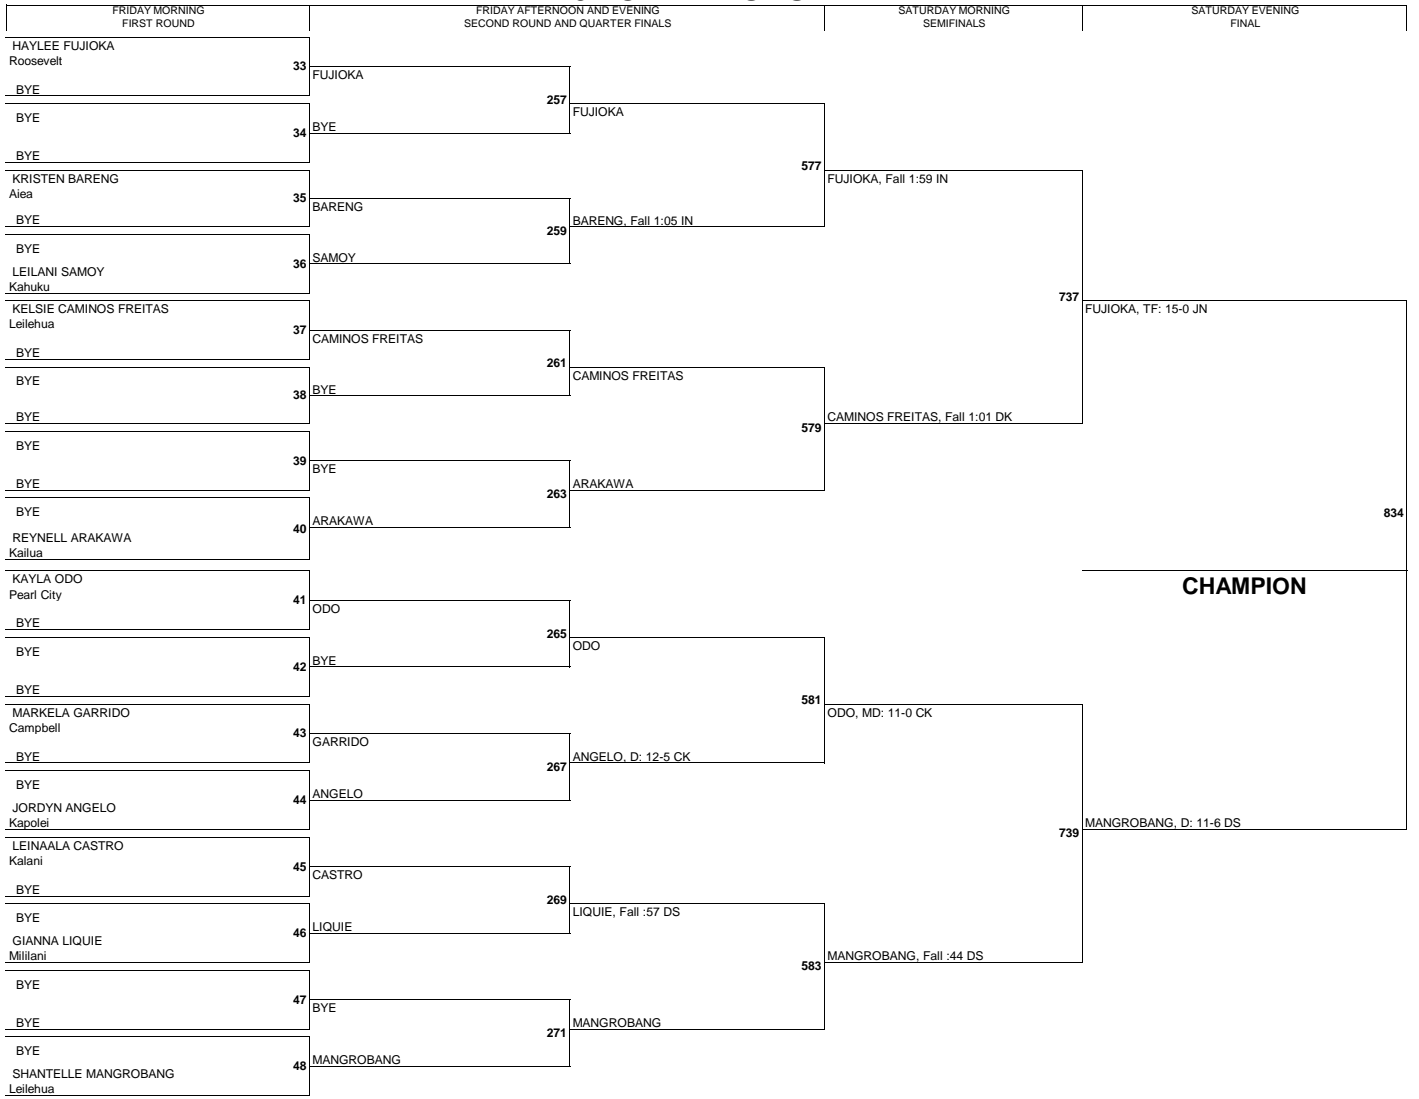 FRIDAY MORNING
FIRST ROUND
FRIDAY AFTERNOON AND EVENING
SECOND ROUND AND QUARTER FINALS
SATURDAY MORNING
SEMIFINALS
SATURDAY EVENING
FINAL
HAYLEE FUJIOKA
Roosevelt
33
BYE
BYE
34
BYE
KRISTEN BARENG
Aiea
35
BYE
BYE
36
LEILANI SAMOY
Kahuku
KELSIE CAMINOS FREITAS
Leilehua
37
BYE
BYE
38
BYE
BYE
39
BYE
BYE
40
REYNELL ARAKAWA
Kailua
KAYLA ODO
Pearl City
41
BYE
BYE
42
BYE
MARKELA GARRIDO
Campbell
43
BYE
BYE
44
JORDYN ANGELO
Kapolei
LEINAALA CASTRO
Kalani
45
BYE
BYE
46
GIANNA LIQUIE
Mililani
BYE
47
BYE
BYE
48
SHANTELLE MANGROBANG
Leilehua
FUJIOKA
257
BYE
BARENG
259
SAMOY
CAMINOS FREITAS
261
BYE
BYE
263
ARAKAWA
ODO
265
BYE
GARRIDO
267
ANGELO
CASTRO
269
LIQUIE
BYE
271
MANGROBANG
FUJIOKA
577
BARENG, Fall 1:05 IN
CAMINOS FREITAS
579
ARAKAWA
ODO
581
ANGELO, D: 12-5 CK
LIQUIE, Fall :57 DS
583
MANGROBANG
FUJIOKA, Fall 1:59 IN
737
CAMINOS FREITAS, Fall 1:01 DK
ODO, MD: 11-0 CK
739
MANGROBANG, Fall :44 DS
FUJIOKA, TF: 15-0 JN
834
CHAMPION
MANGROBANG, D: 11-6 DS